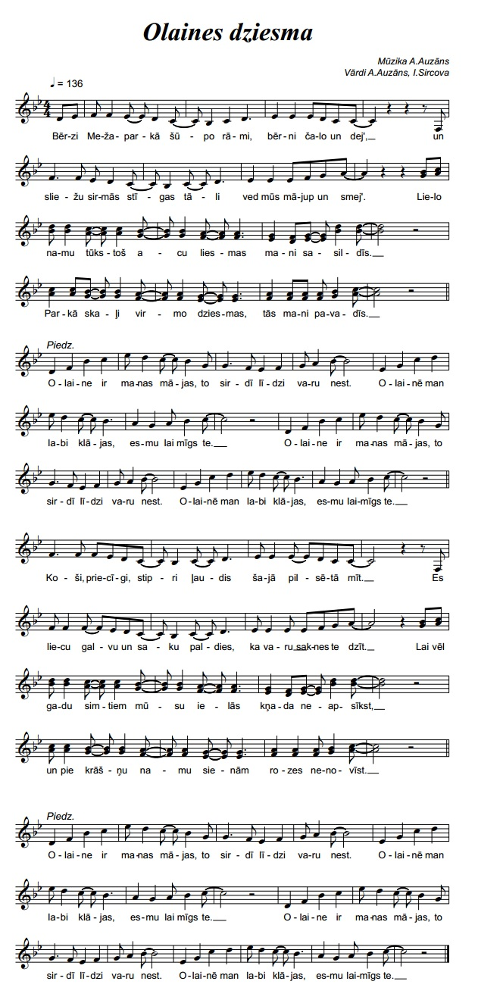 Olaines dziesma
Mūzika A.Auzāns
Vārdi A.Auzāns, I.Sircova
♩ = 136
Bēr-zi Me-ža-par-kā šū-po rā-mi, bēr-ni ča-lo un dej', un
slie-žu sir-mās stī-gas tā-li ved mūs mā-jup un smej'. Lie-lo
na-mu tūks-toš a-cu lies-mas ma-ni sa-sil-dīs.
Par-kā ska-ļi vir-mo dzies-mas, tās ma-ni pa-va-dīs.
Piedz.
O-lai-ne ir ma-nas mā-jas, to sir-dī lī-dzi va-ru nest. O-lai-nē man
la-bi klā-jas, es-mu lai mīgs te. O-lai-ne ir ma-nas mā-jas, to
sir-dī lī-dzi va-ru nest. O-lai-nē man la-bi klā-jas, es-mu lai-mīgs te.
Ko-ši, prie-cī-gi, stip-ri ļau-dis ša-jā pil-sē-tā mīt. Es
lie-cu gal-vu un sa-ku pal-dies, ka va-ru sak-nes te dzīt. Lai vēl
ga-du sim-tiem mū-su ie-lās kņa-da ne-ap-sīkst,
un pie krāš-ņu na-mu sie-nām ro-zes ne-no-vīst.
Piedz.
O-lai-ne ir ma-nas mā-jas, to sir-dī lī-dzi va-ru nest. O-lai-nē man
la-bi klā-jas, es-mu lai mīgs te. O-lai-ne ir ma-nas mā-jas, to
sir-dī lī-dzi va-ru nest. O-lai-nē man la-bi klā-jas, es-mu lai-mīgs te.